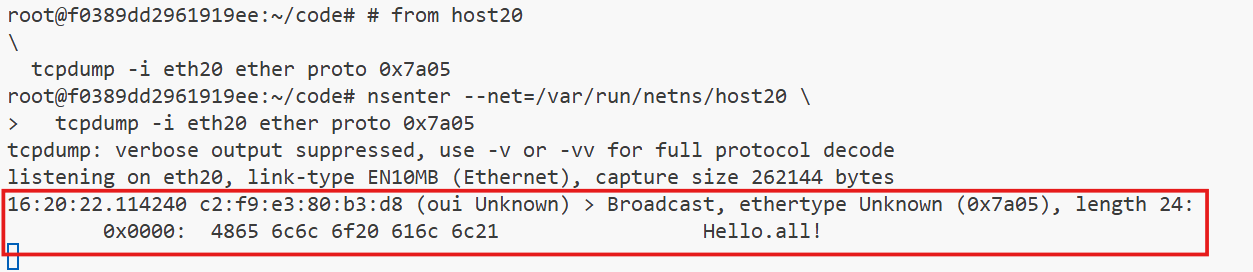 root@f0389dd2961919ee:~/code# # from host20
\
  tcpdump -i eth20 ether proto 0x7a05
root@f0389dd2961919ee:~/code# nsenter --net=/var/run/netns/host20 \
>   tcpdump -i eth20 ether proto 0x7a05
tcpdump: verbose output suppressed, use -v or -vv for full protocol decode
listening on eth20, link-type EN10MB (Ethernet), capture size 262144 bytes
16:20:22.114240 c2:f9:e3:80:b3:d8 (oui Unknown) > Broadcast, ethertype Unknown (0x7a05), length 24:
        0x0000:  4865 6c6c 6f20 616c 6c21                 Hello.all!